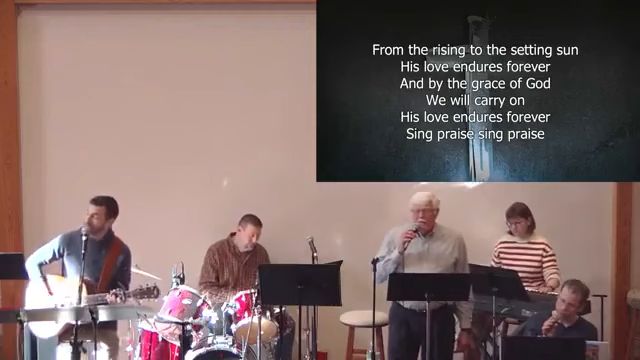 From the rising to the setting sun
His love endures forever
And by the grace of God
We will carry on
His love endures forever
Sing praise sing praise